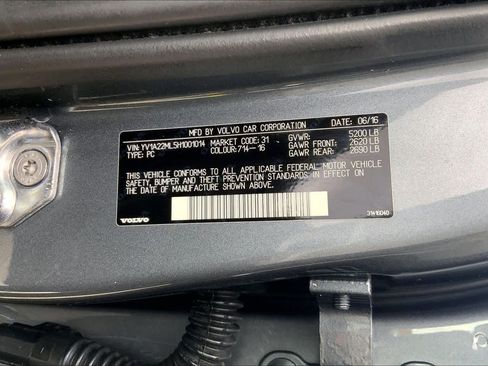 MFD BY VOLVO CAR CORPORATION DATE: 06/16
VIN: YV1A22ML5H1001014 MARKET CODE: 31 GVWR: 5200 LB
TYPE: PC COLOUR: 714-- 16 GAWR FRONT: 2620 LB
GAWR REAR: 2690 LB
THIS VEHICLE CONFORMS TO ALL APPLICABLE FEDERAL MOTOR VEHICLE
SAFETY, BUMPER AND THEFT PREVENTION STANDARDS IN EFFECT ON
THE DATE OF MANUFACTURE SHOWN ABOVE.
VOLVO 31416040